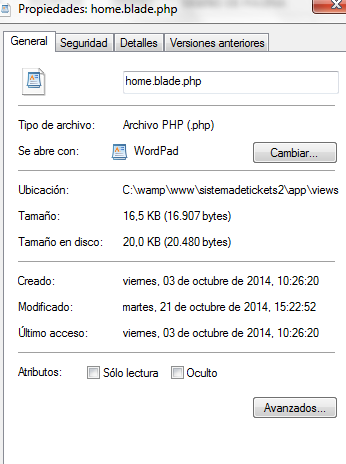 Propiedades: home.blade.php
General Seguridad Detalles Versiones anteriores
home.blade.php
Tipo de archivo: Archivo PHP (.php)
Se abre con: WordPad Cambiar...
Ubicación: C:\wamp\www\sistemadetickets2\app\views
Tamaño: 16,5 KB (16.907 bytes)
Tamaño en disco: 20,0 KB (20.480 bytes)
Creado: viernes, 03 de octubre de 2014, 10:26:20
Modificado: martes, 21 de octubre de 2014, 15:22:52
Último acceso: viernes, 03 de octubre de 2014, 10:26:20
Atributos: Sólo lectura Oculto
Avanzados...